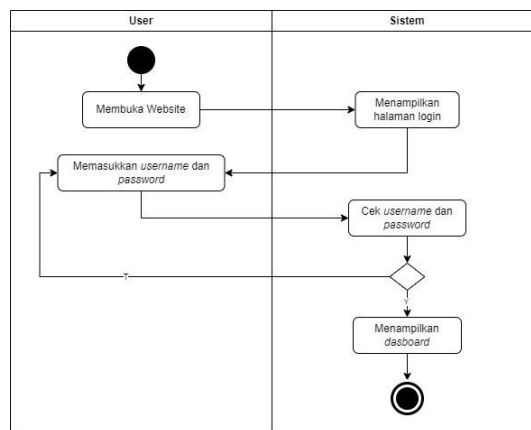 User
Sistem
Membuka Website
Menampilkan
halaman login
Memasukkan username dan
password
Cek username dan
password
T
Y
Menampilkan
dasboard